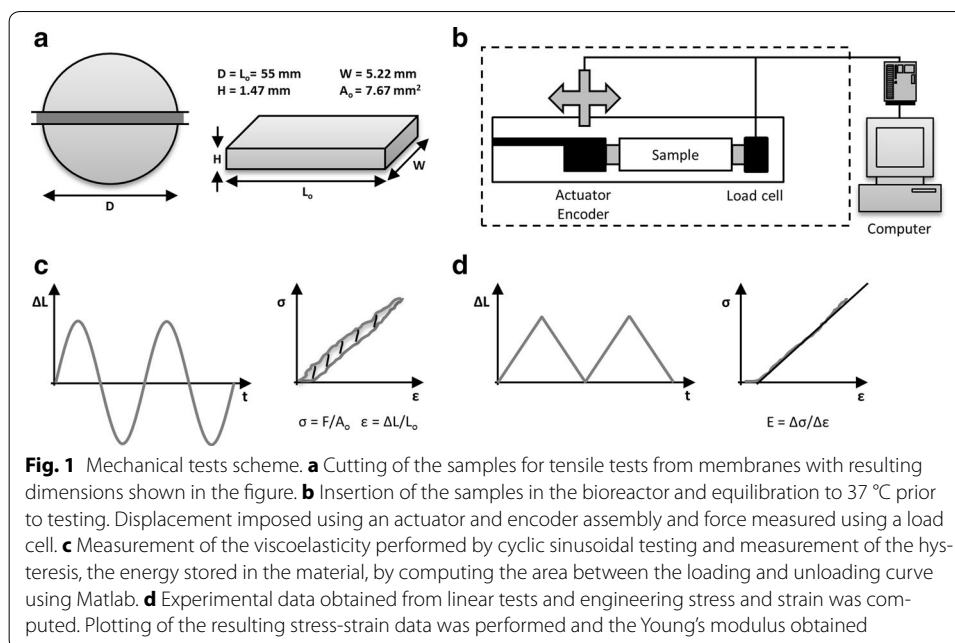 a
D = Lₒ= 55 mm W = 5.22 mm
H = 1.47 mm Aₒ = 7.67 mm²
H
W
Lₒ
D
b
Sample
Actuator
Encoder
Load cell
Computer
c
ΔL
t
σ
ε
σ = F/Aₒ ε = ΔL/Lₒ
d
ΔL
t
σ
ε
E = Δσ/Δε
Fig. 1 Mechanical tests scheme. a Cutting of the samples for tensile tests from membranes with resulting
dimensions shown in the figure. b Insertion of the samples in the bioreactor and equilibration to 37 °C prior
to testing. Displacement imposed using an actuator and encoder assembly and force measured using a load
cell. c Measurement of the viscoelasticity performed by cyclic sinusoidal testing and measurement of the hys-
teresis, the energy stored in the material, by computing the area between the loading and unloading curve
using Matlab. d Experimental data obtained from linear tests and engineering stress and strain was com-
puted. Plotting of the resulting stress-strain data was performed and the Young's modulus obtained